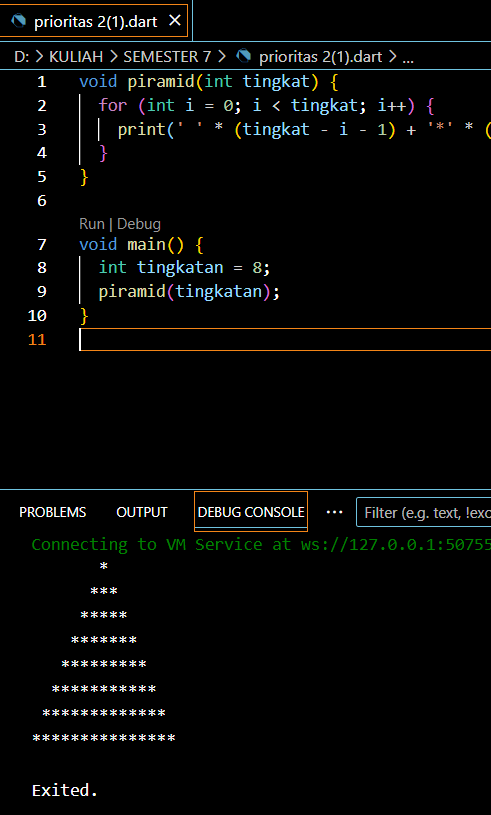 prioritas 2(1).dart ×
D: > KULIAH > SEMESTER 7 > prioritas 2(1).dart > ...
1 void piramid(int tingkat) {
2   for (int i = 0; i < tingkat; i++) {
3     print(' ' * (tingkat - i - 1) + '*' * (
4   }
5 }
6
Run | Debug
7 void main() {
8   int tingkatan = 8;
9   piramid(tingkatan);
10 }
11
PROBLEMS OUTPUT DEBUG CONSOLE ... Filter (e.g. text, !exc
Connecting to VM Service at ws://127.0.0.1:50755
       *
      ***
     *****
    *******
   *********
  ***********
 *************
***************
Exited.